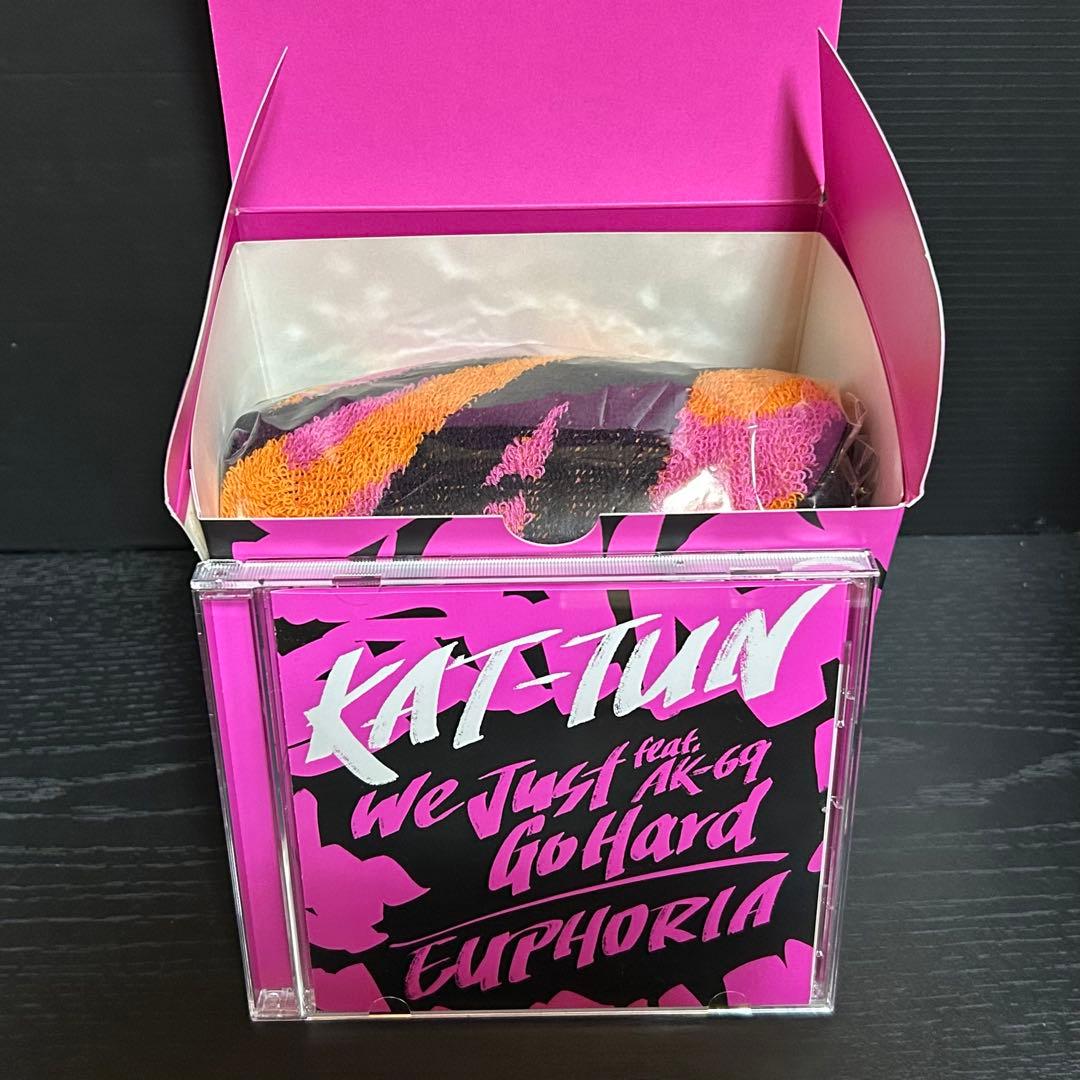 KAT-TUN
We Just feat. AK-69
Go Hard
EUPHORIA